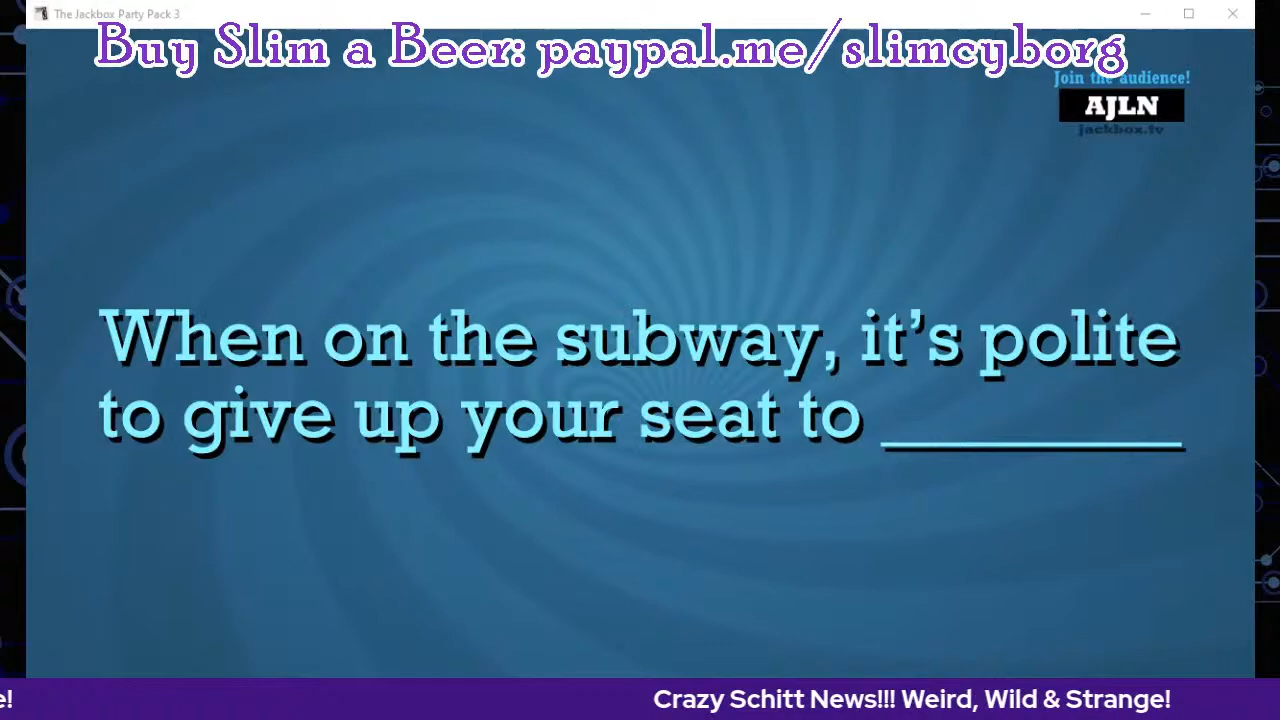 The Jackbox Party Pack 3
Buy Slim a Beer: paypal.me/slimcyborg
Join the audience!
AJLN
jackbox.tv
When on the subway, it's polite
to give up your seat to __________
e!
Crazy Schitt News!!! Weird, Wild & Strange!